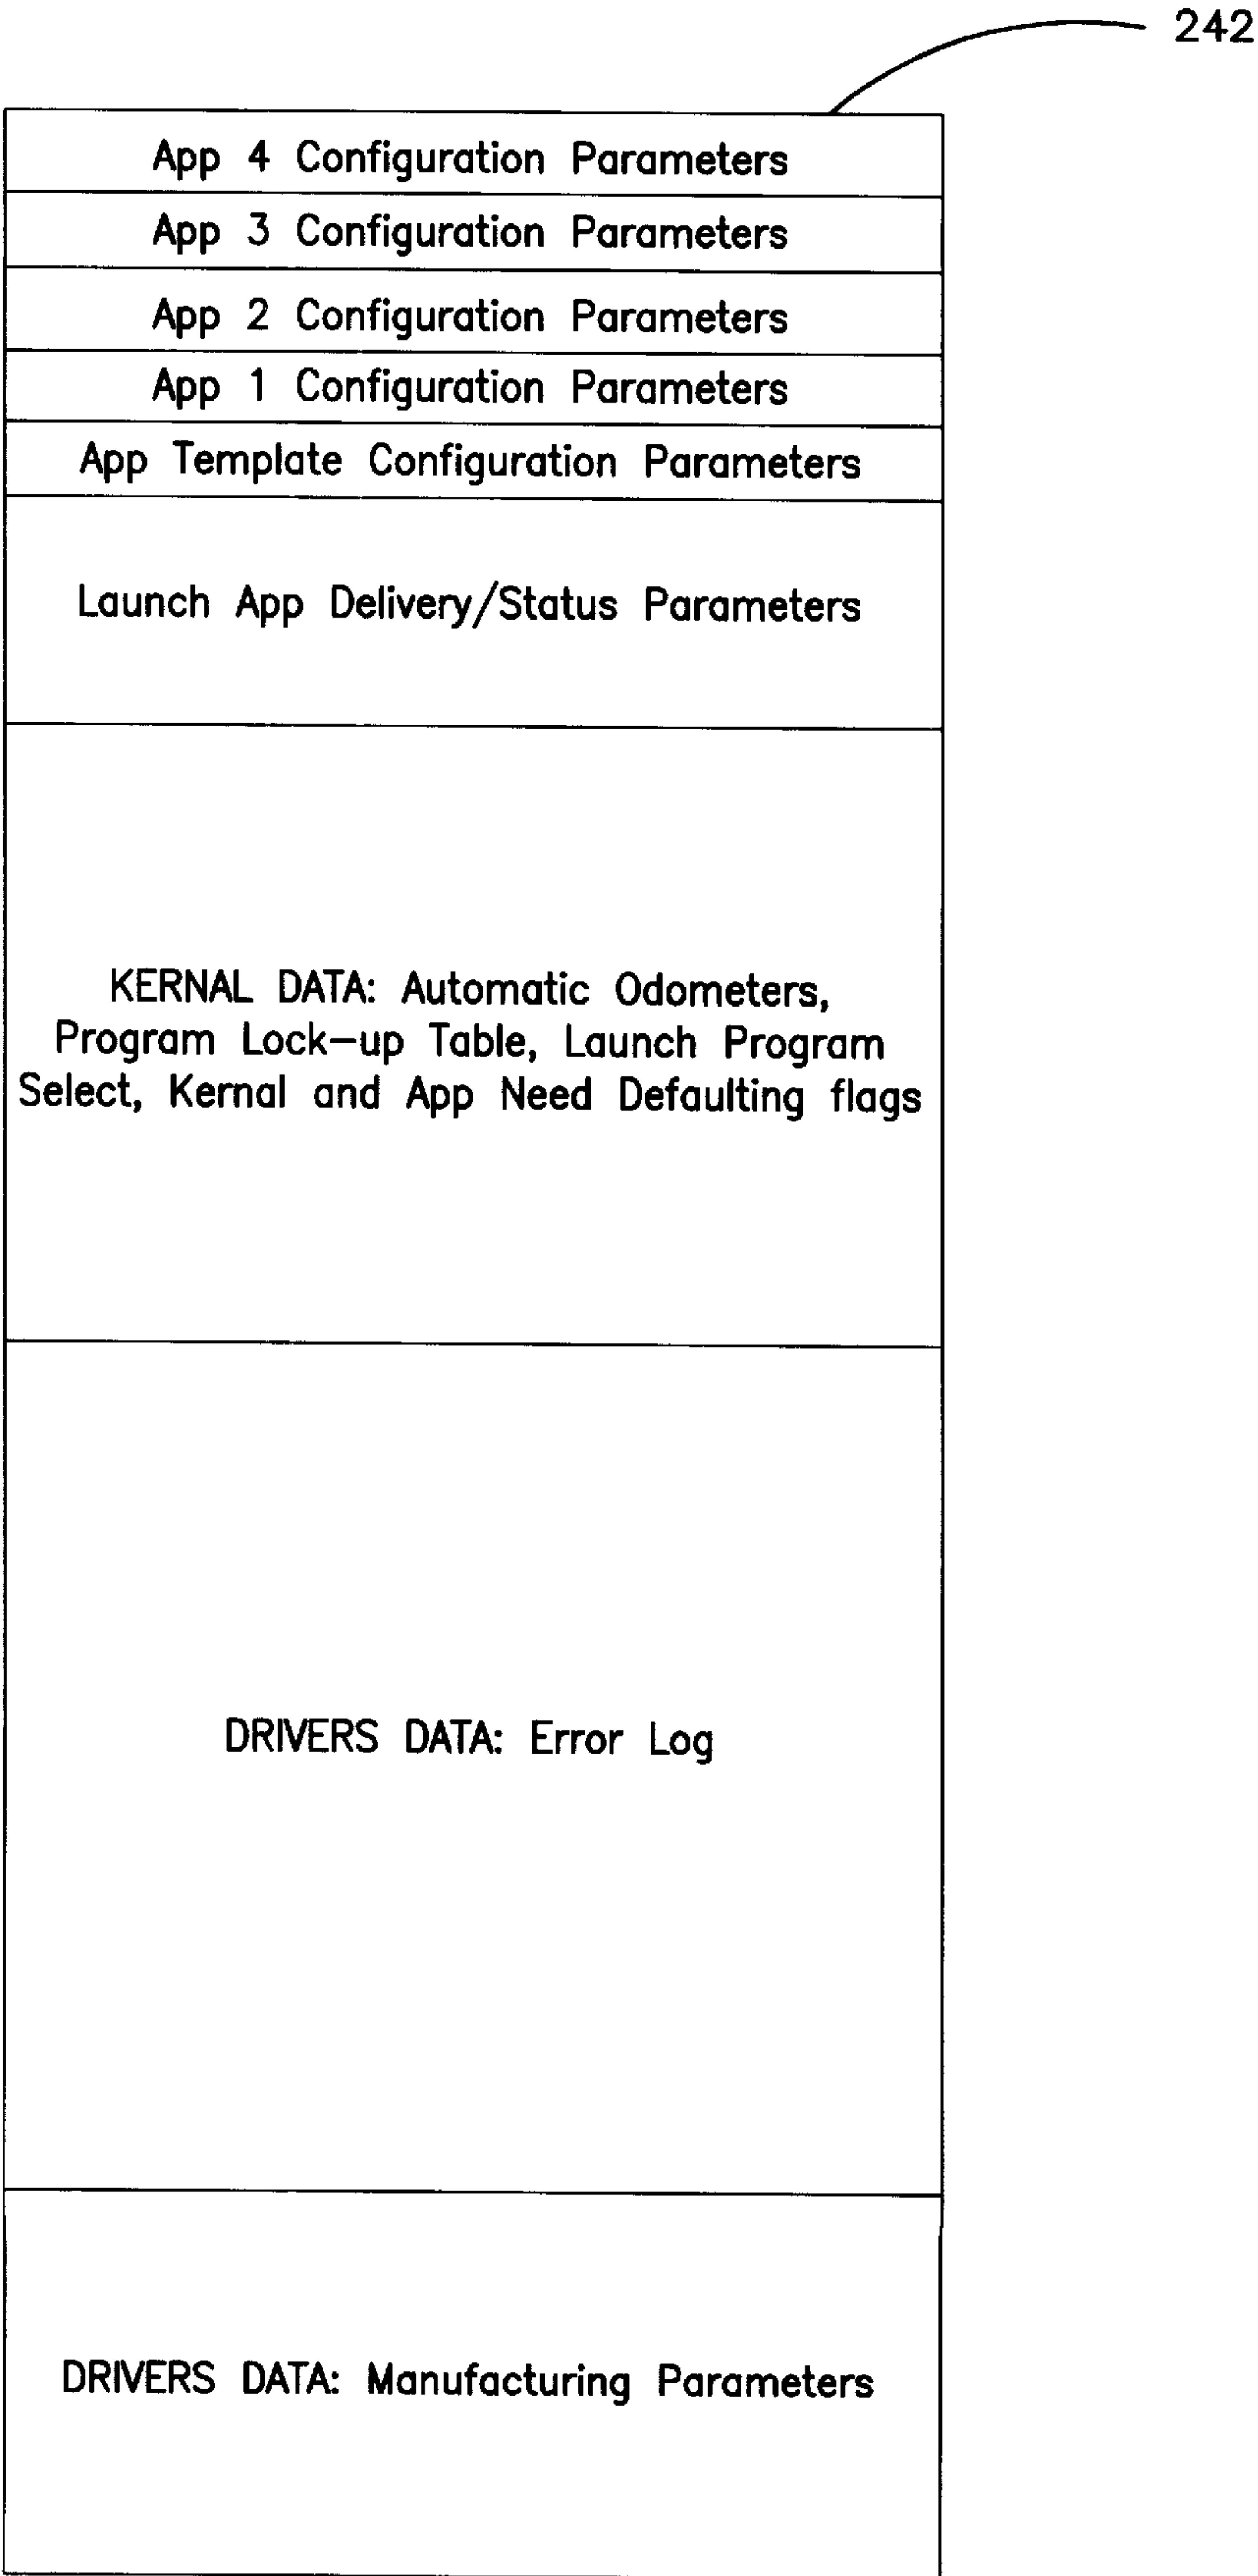 242
App 4 Configuration Parameters
App 3 Configuration Parameters
App 2 Configuration Parameters
App 1 Configuration Parameters
App Template Configuration Parameters
Launch App Delivery/Status Parameters
KERNAL DATA: Automatic Odometers,
Program Lock-up Table, Launch Program
Select, Kernal and App Need Defaulting flags
DRIVERS DATA: Error Log
DRIVERS DATA: Manufacturing Parameters